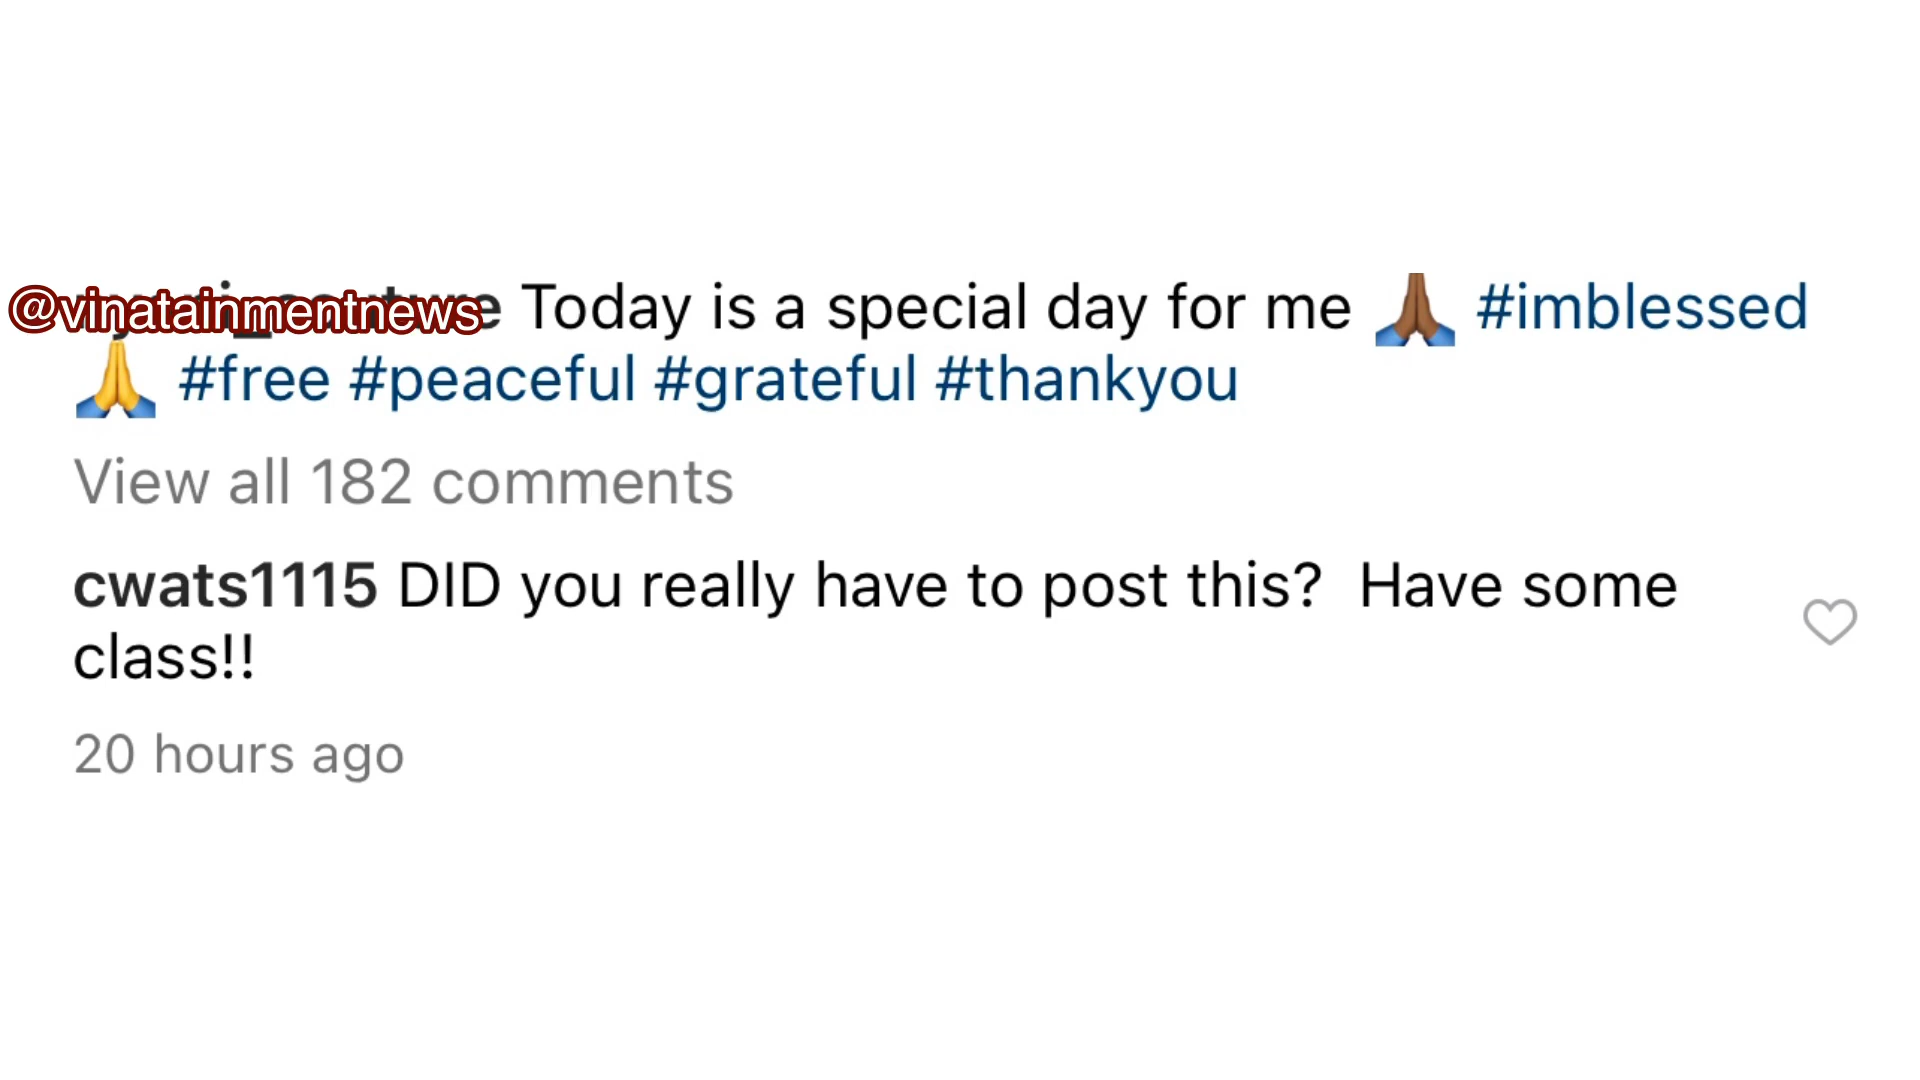 @vinatainmentnews Today is a special day for me 🙏🏾 #imblessed
🙏 #free #peaceful #grateful #thankyou
View all 182 comments
cwats1115 DID you really have to post this?  Have some
class!!
20 hours ago